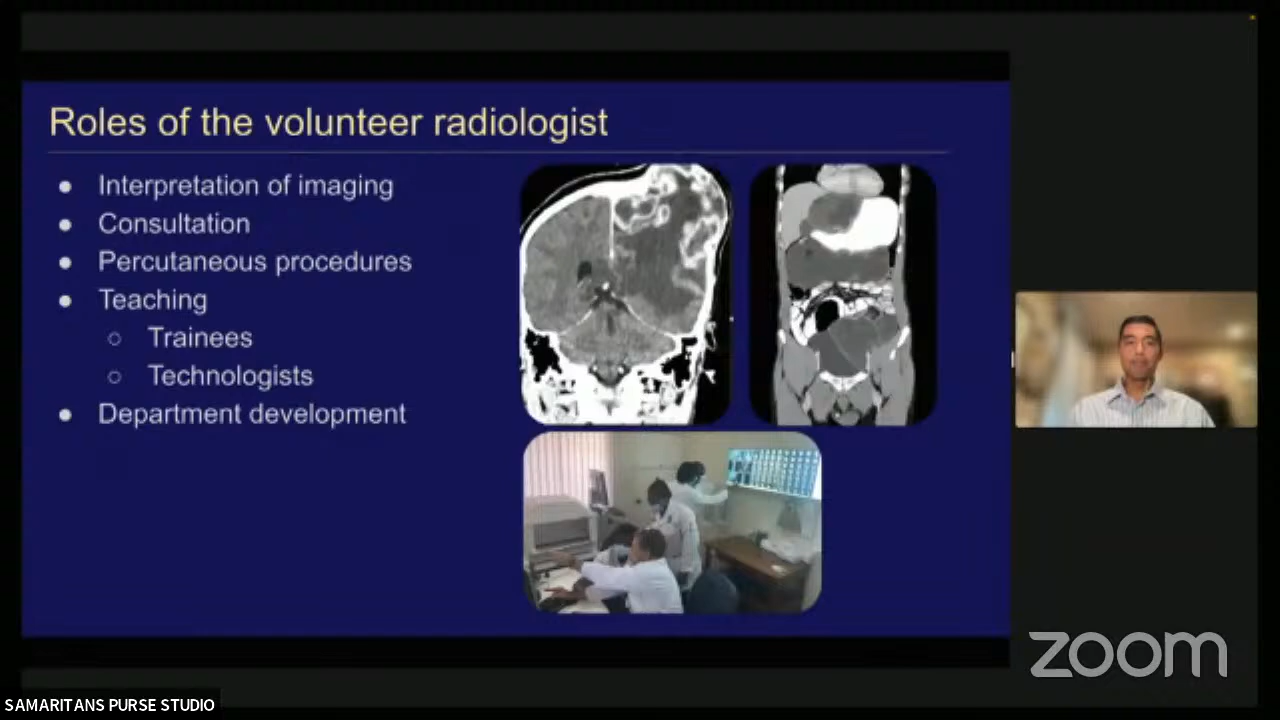 Roles of the volunteer radiologist
● Interpretation of imaging
● Consultation
● Percutaneous procedures
● Teaching
○ Trainees
○ Technologists
● Department development
zoom
SAMARITANS PURSE STUDIO